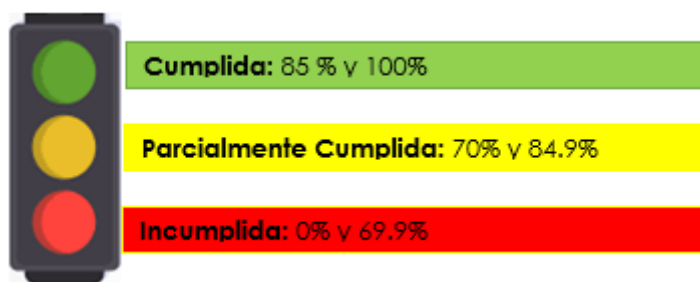 Cumplida: 85 % y 100%
Parcialmente Cumplida: 70% y 84.9%
Incumplida: 0% y 69.9%